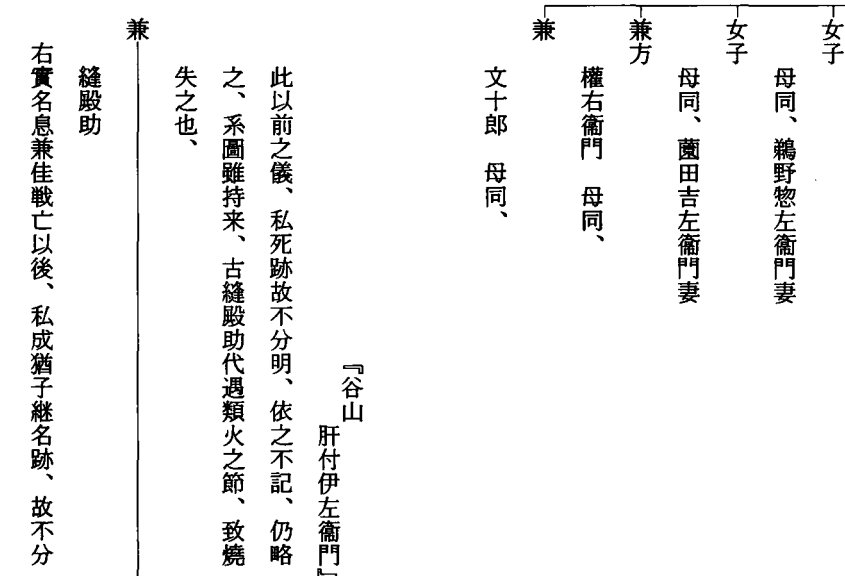 女子
母同、鵜野惣左衞門妻
女子
母同、薗田吉左衞門妻
兼方
權右衞門　母同、
兼
文十郎　母同、
『谷山
肝付伊左衞門』
此以前之儀、私死跡故不分明、依之不記、仍略
之、系圖雖持来、古縫殿助代遇類火之節、致燒
失之也、
兼
縫殿助
右實名息兼佳戦亡以後、私成猶子継名跡、故不分